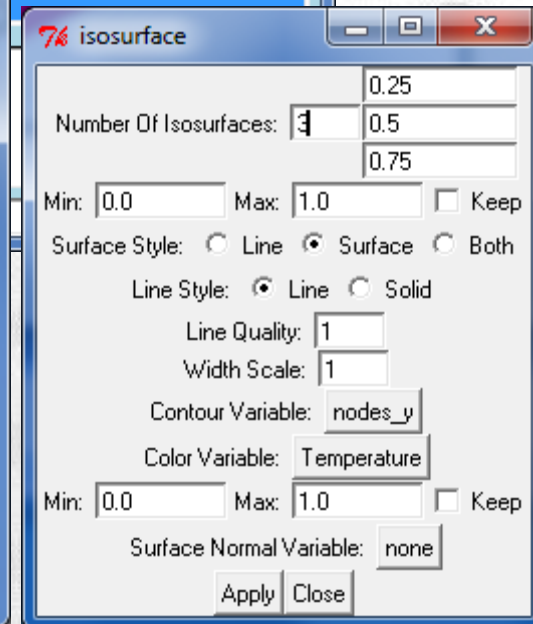 isosurface
0.25
Number Of Isosurfaces: 3 0.5
0.75
Min: 0.0 Max: 1.0 Keep
Surface Style: Line Surface Both
Line Style: Line Solid
Line Quality: 1
Width Scale: 1
Contour Variable: nodes_y
Color Variable: Temperature
Min: 0.0 Max: 1.0 Keep
Surface Normal Variable: none
Apply Close